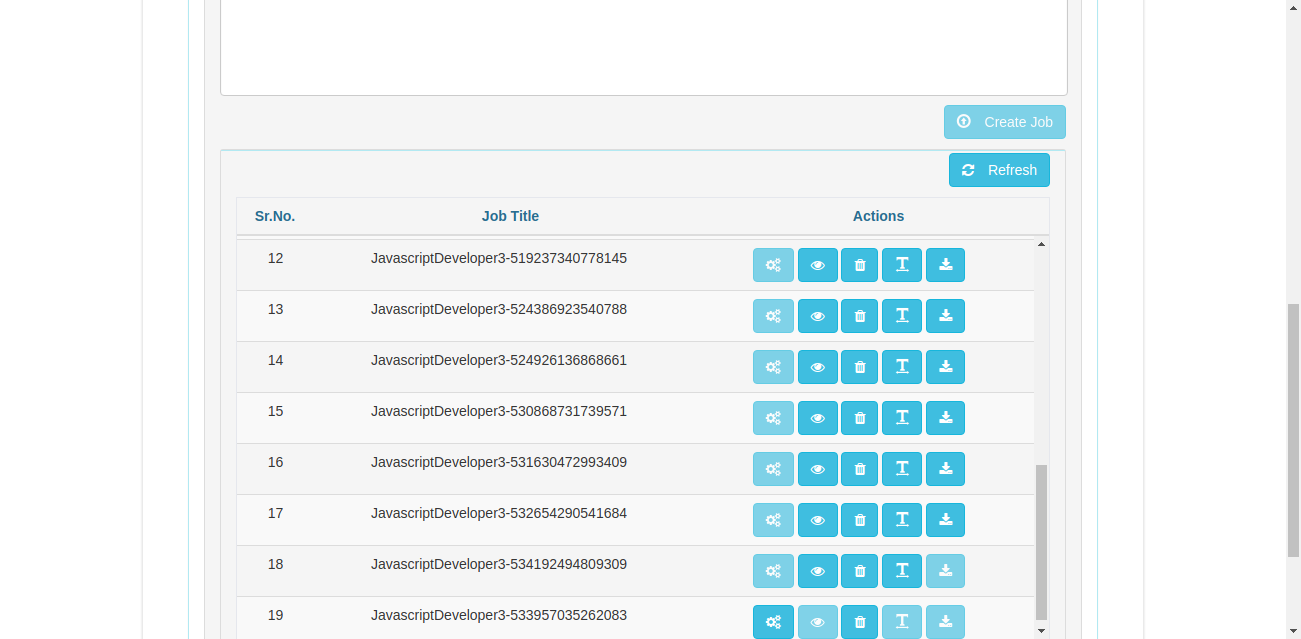 Create Job
Refresh
Sr.No. Job Title Actions
12 JavascriptDeveloper3-519237340778145
13 JavascriptDeveloper3-524386923540788
14 JavascriptDeveloper3-524926136868661
15 JavascriptDeveloper3-530868731739571
16 JavascriptDeveloper3-531630472993409
17 JavascriptDeveloper3-532654290541684
18 JavascriptDeveloper3-534192494809309
19 JavascriptDeveloper3-533957035262083